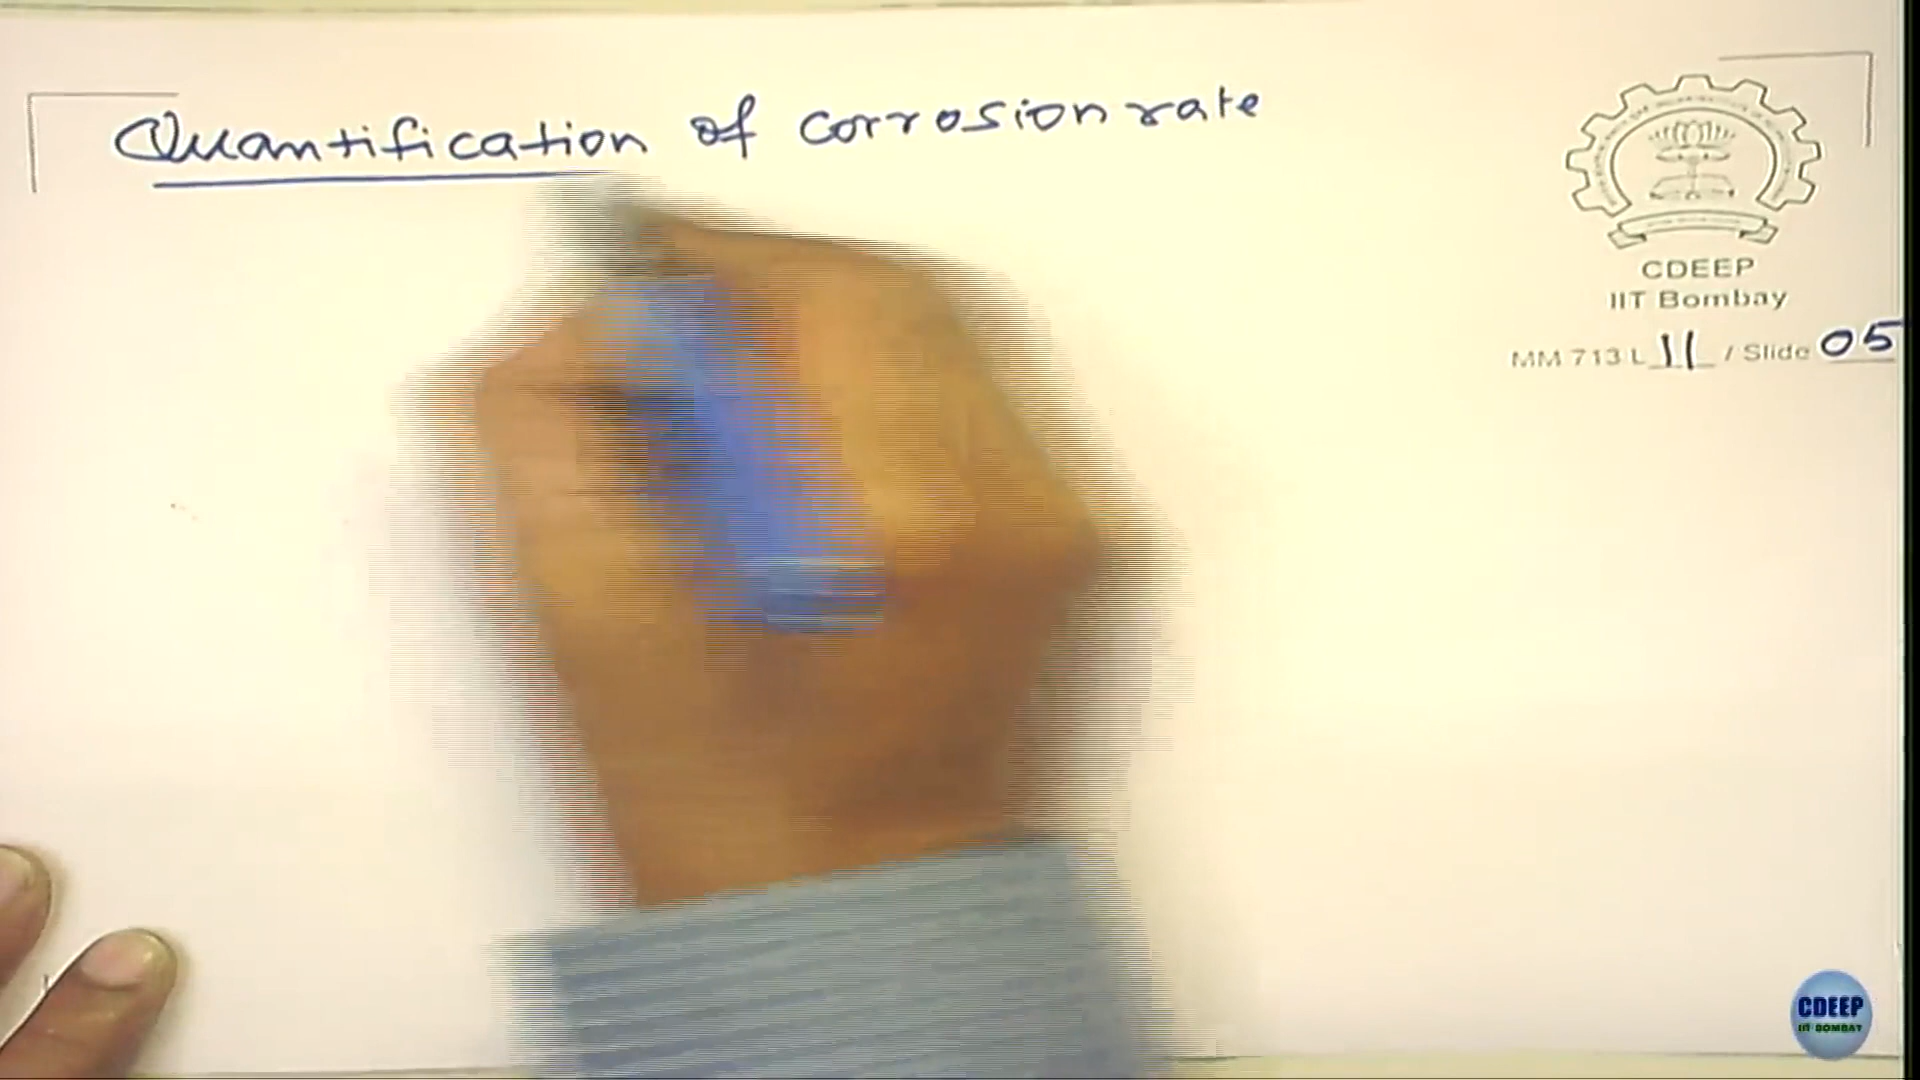 Quantification of corrosion rate
CDEEP
IIT Bombay
MM 713 L 11 / Slide 05
CDEEP
IIT BOMBAY